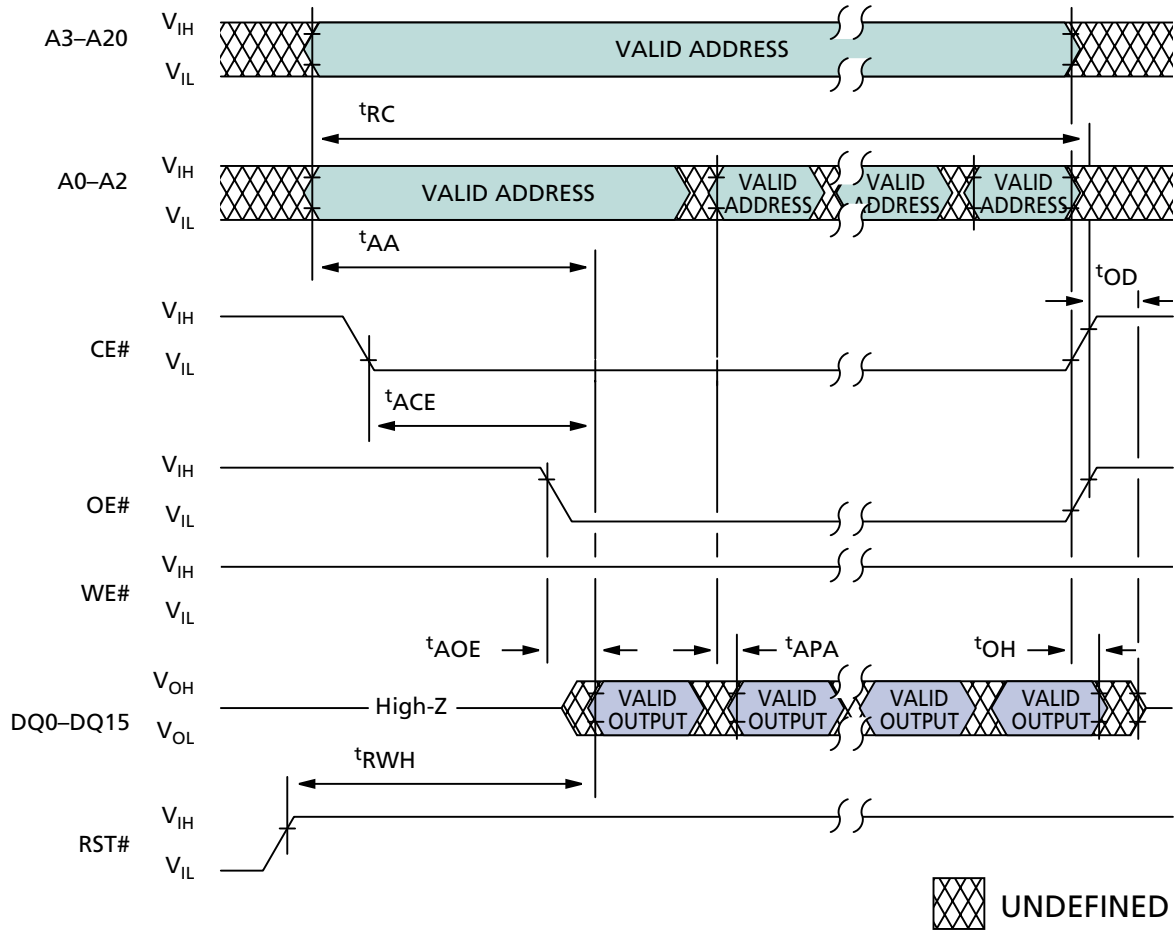 A3–A20
VIH
VIL
VALID ADDRESS
tRC
A0–A2
VIH
VIL
VALID ADDRESS
VALID ADDRESS
VALID ADDRESS
VALID ADDRESS
tAA
tOD
CE#
VIH
VIL
tACE
OE#
VIH
VIL
WE#
VIH
VIL
tAOE
tAPA
tOH
DQ0–DQ15
VOH
VOL
High-Z
VALID OUTPUT
VALID OUTPUT
VALID OUTPUT
VALID OUTPUT
tRWH
RST#
VIH
VIL
UNDEFINED